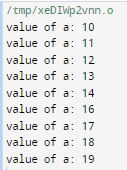 /tmp/xeDIWp2vnn.o
value of a: 10
value of a: 11
value of a: 12
value of a: 13
value of a: 14
value of a: 16
value of a: 17
value of a: 18
value of a: 19